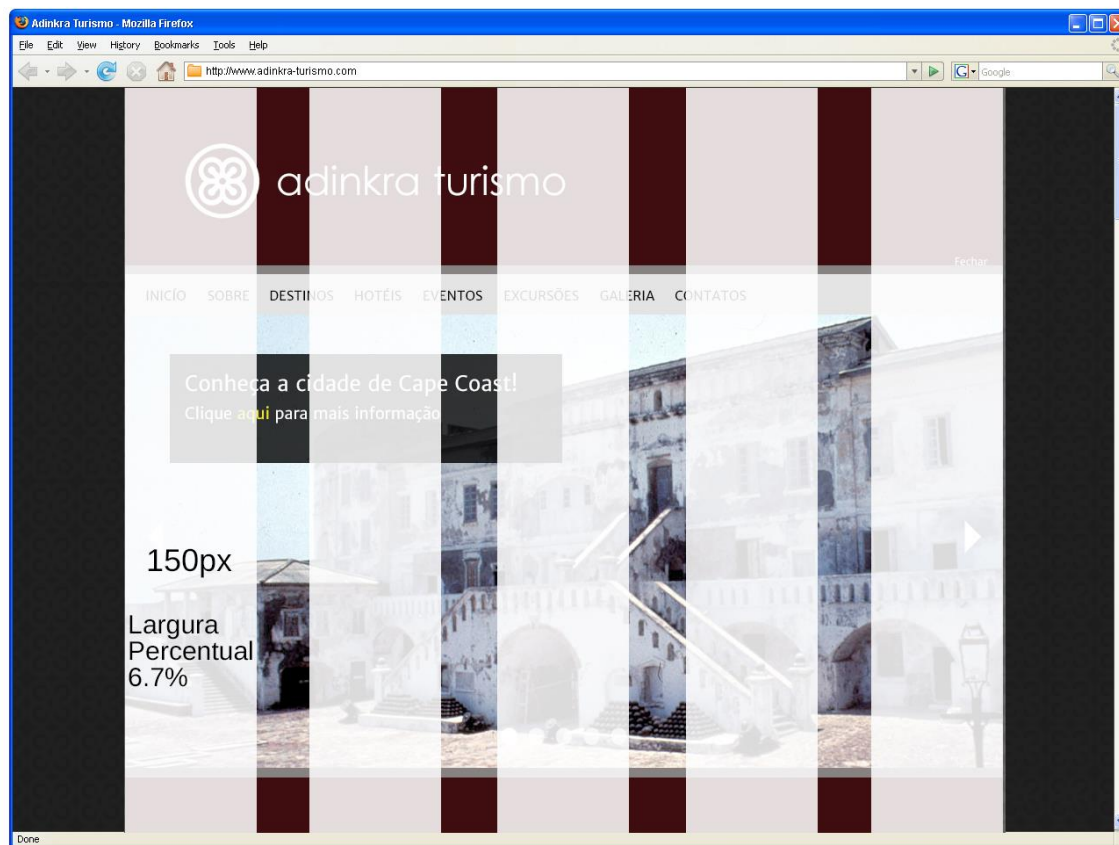 Adinkra Turismo - Mozilla Firefox
File Edit View History Bookmarks Tools Help
http://www.adinkra-turismo.com
G Google
adinkra turismo
Fechar
INICÍO SOBRE DESTINOS HOTÉIS EVENTOS EXCURSÕES GALERIA CONTATOS
Conheça a cidade de Cape Coast!
Clique aqui para mais informação
150px
Largura
Percentual
6.7%
Done